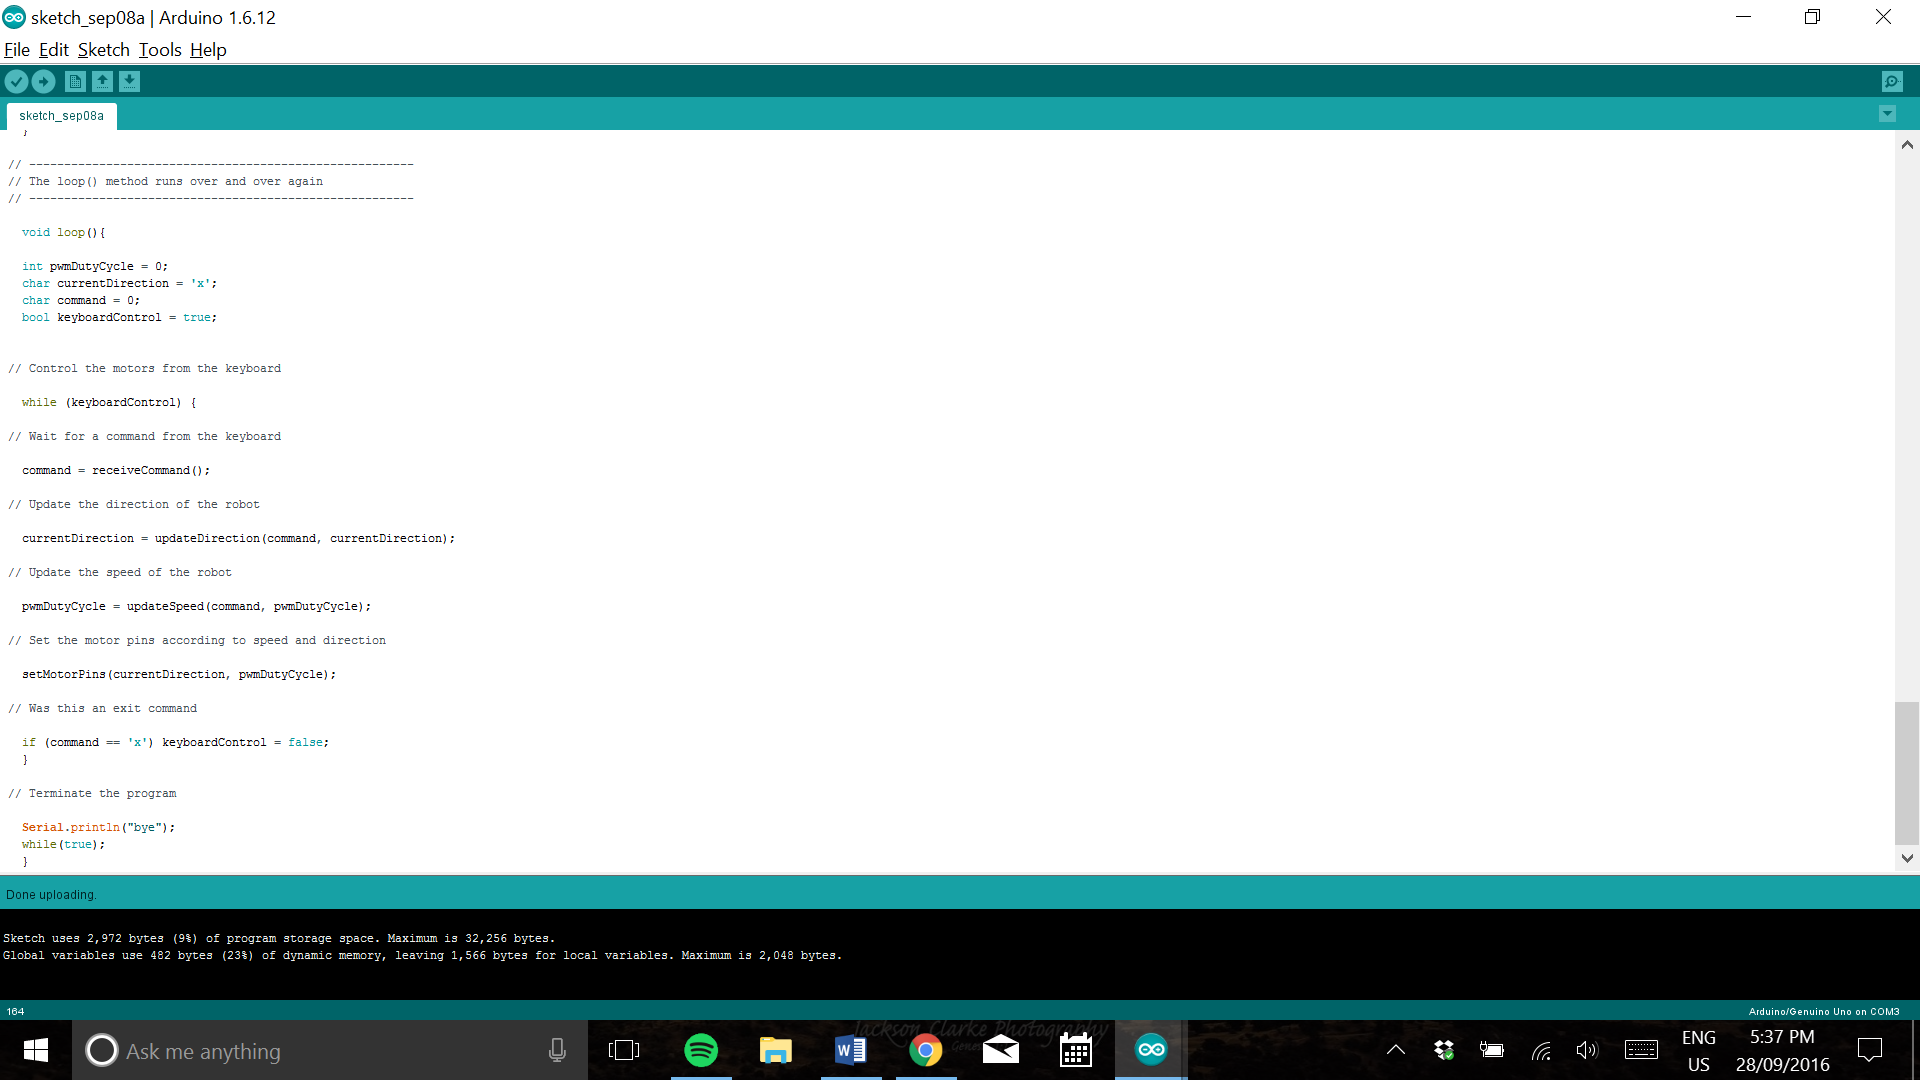 sketch_sep08a | Arduino 1.6.12
File Edit Sketch Tools Help
sketch_sep08a
}
// -------------------------------------------------------
// The loop() method runs over and over again
// -------------------------------------------------------
void loop(){
int pwmDutyCycle = 0;
char currentDirection = 'x';
char command = 0;
bool keyboardControl = true;
// Control the motors from the keyboard
while (keyboardControl) {
// Wait for a command from the keyboard
command = receiveCommand();
// Update the direction of the robot
currentDirection = updateDirection(command, currentDirection);
// Update the speed of the robot
pwmDutyCycle = updateSpeed(command, pwmDutyCycle);
// Set the motor pins according to speed and direction
setMotorPins(currentDirection, pwmDutyCycle);
// Was this an exit command
if (command == 'x') keyboardControl = false;
}
// Terminate the program
Serial.println("bye");
while(true);
}
Done uploading.
Sketch uses 2,972 bytes (9%) of program storage space. Maximum is 32,256 bytes.
Global variables use 482 bytes (23%) of dynamic memory, leaving 1,566 bytes for local variables. Maximum is 2,048 bytes.
164
Arduino/Genuino Uno on COM3
Jackson Clarke Photography
Ask me anything
ENG
US
5:37 PM
28/09/2016